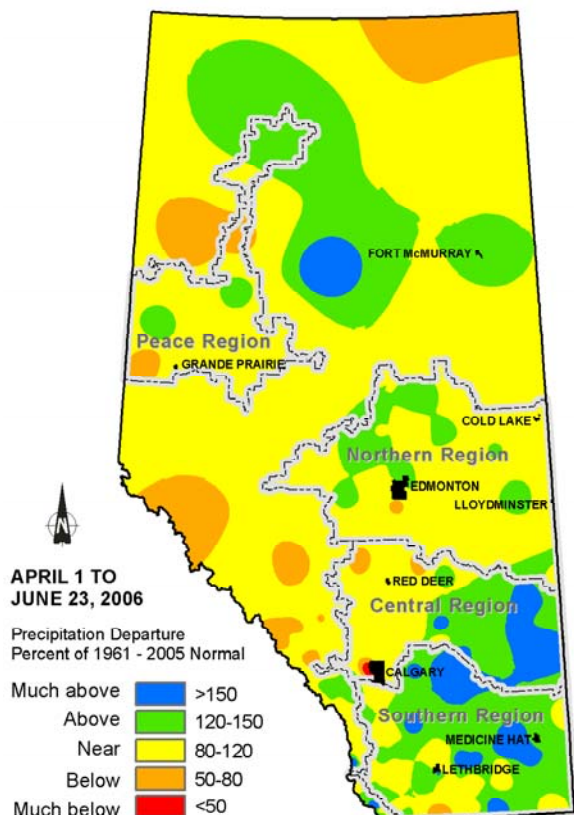 FORT McMURRAY
Peace Region
GRANDE PRAIRIE
COLD LAKE
Northern Region
EDMONTON
LLOYDMINSTER
N
APRIL 1 TO
JUNE 23, 2006
RED DEER
Central Region
Precipitation Departure
Percent of 1961 - 2005 Normal
CALGARY
Much above >150
Above 120-150
Near 80-120
Below 50-80
Much below <50
Southern Region
MEDICINE HAT
LETHBRIDGE